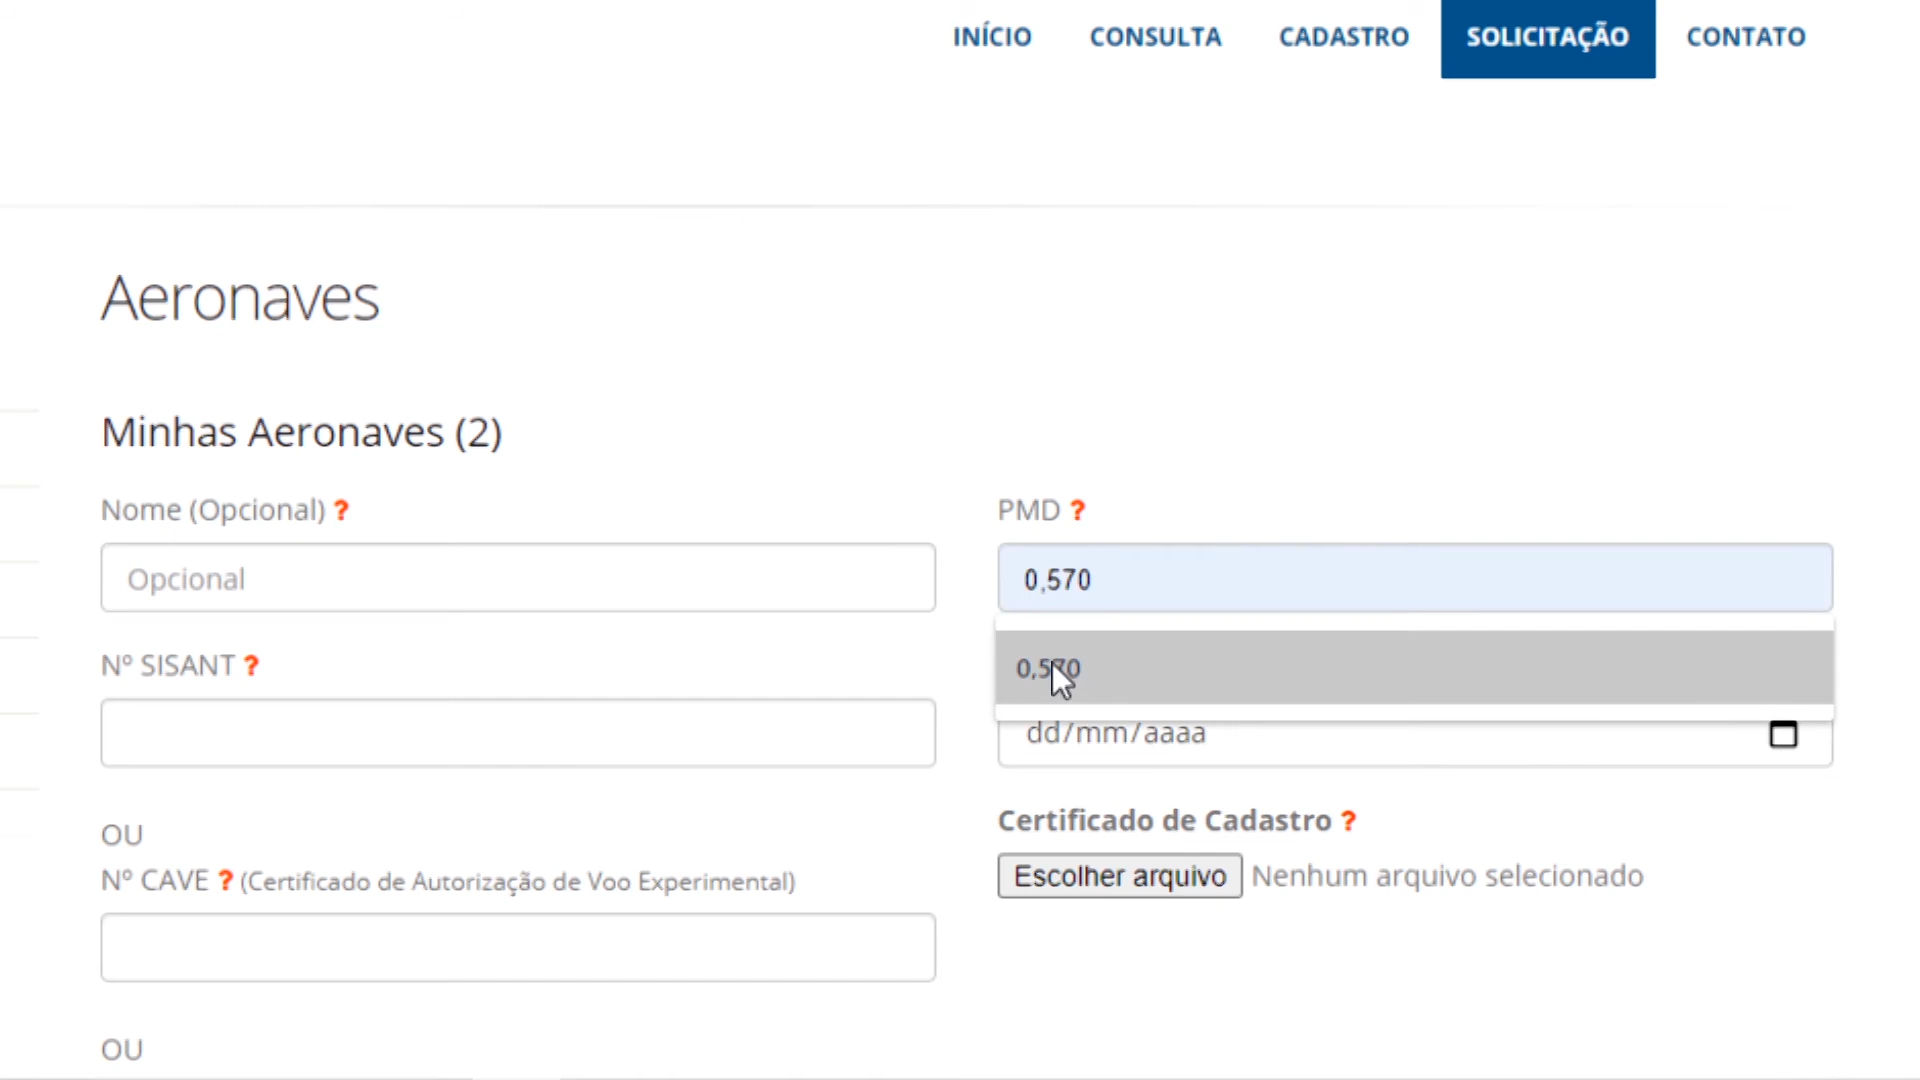 INÍCIO CONSULTA CADASTRO SOLICITAÇÃO CONTATO
Aeronaves
Minhas Aeronaves (2)
Nome (Opcional) ?
Opcional
PMD ?
0,570
0,570
Nº SISANT ?
dd/mm/aaaa
OU
Nº CAVE ? (Certificado de Autorização de Voo Experimental)
Certificado de Cadastro ?
Escolher arquivo Nenhum arquivo selecionado
OU